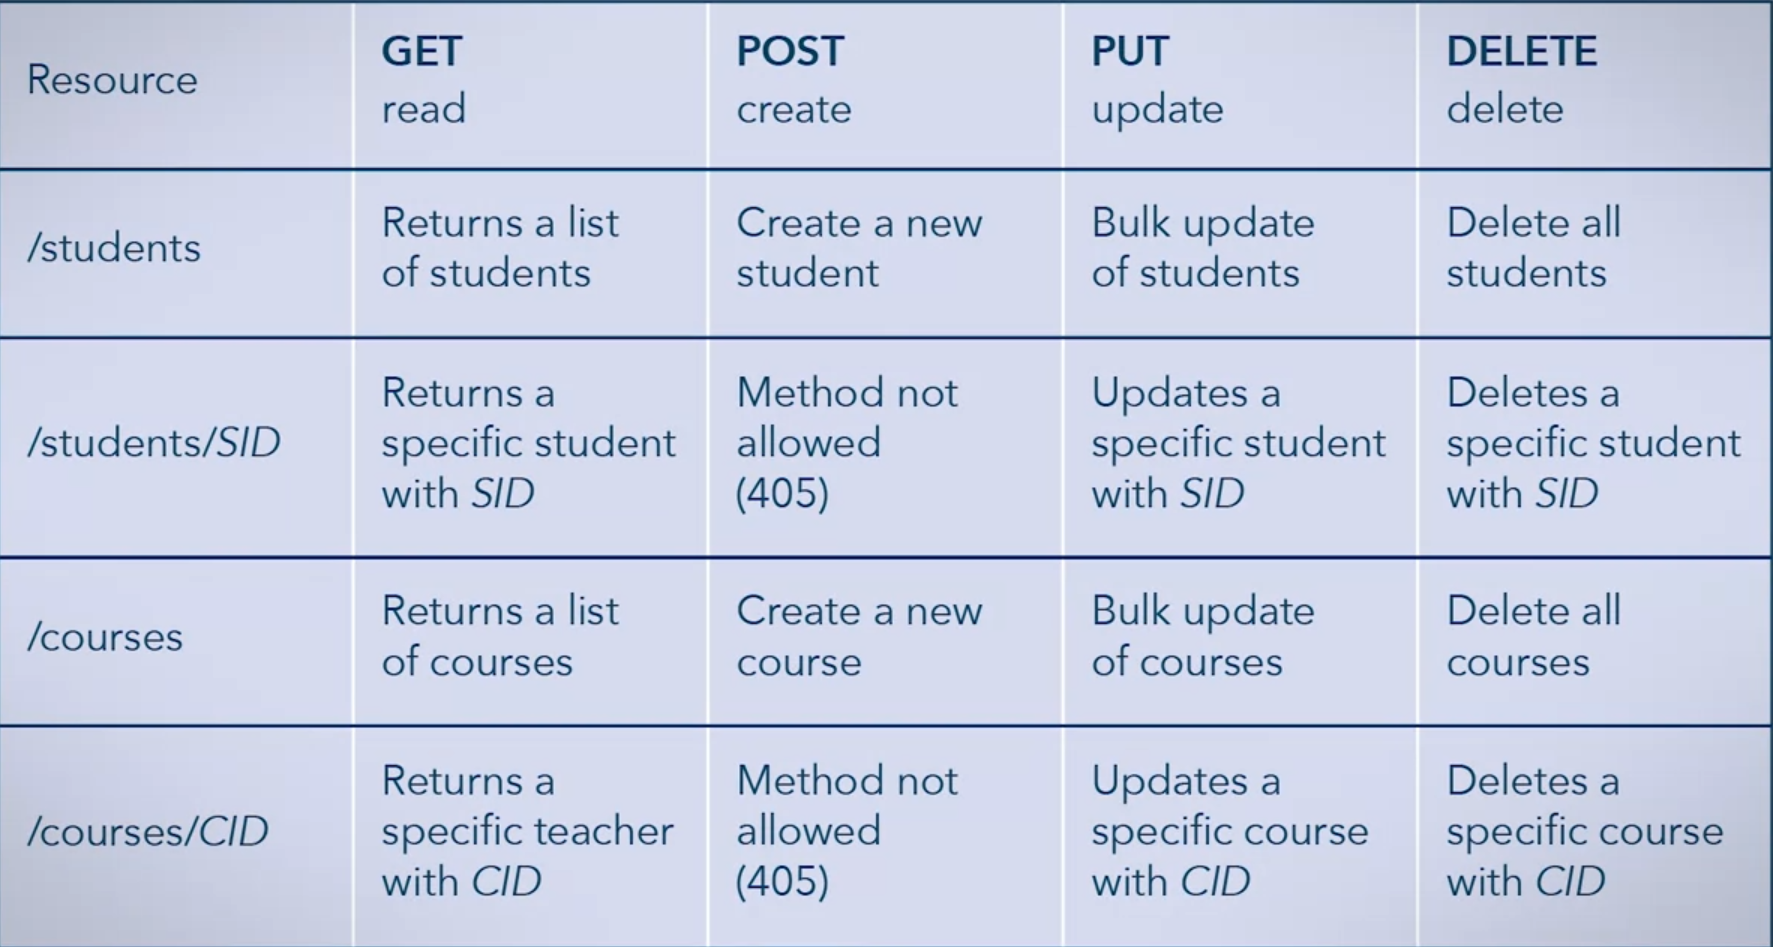 Resource
GET
read
POST
create
PUT
update
DELETE
delete
/students
Returns a list
of students
Create a new
student
Bulk update
of students
Delete all
students
/students/SID
Returns a
specific student
with SID
Method not
allowed
(405)
Updates a
specific student
with SID
Deletes a
specific student
with SID
/courses
Returns a list
of courses
Create a new
course
Bulk update
of courses
Delete all
courses
/courses/CID
Returns a
specific teacher
with CID
Method not
allowed
(405)
Updates a
specific course
with CID
Deletes a
specific course
with CID